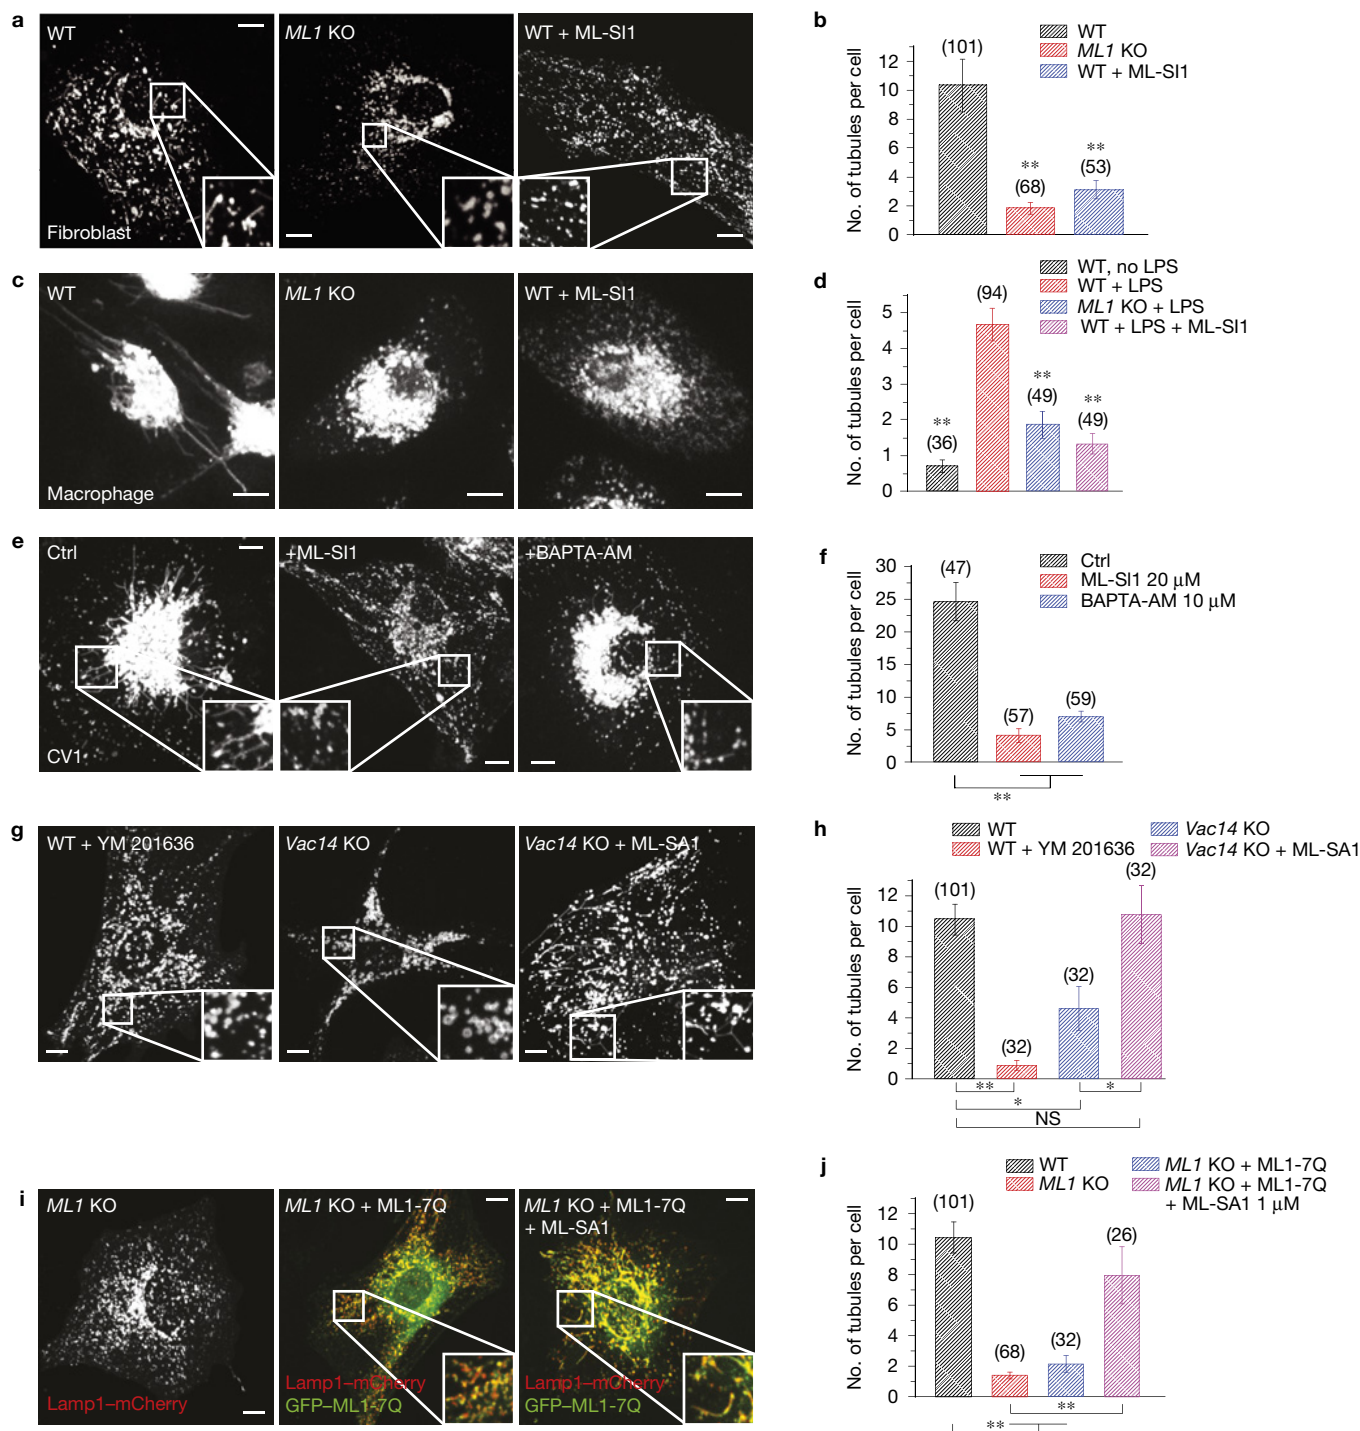 a
WT
ML1 KO
WT + ML-SI1
Fibroblast
b
WT
ML1 KO
WT + ML-SI1
No. of tubules per cell
12
10
8
6
4
2
0
(101)
**
(68)
**
(53)
c
WT
ML1 KO
WT + ML-SI1
Macrophage
d
WT, no LPS
WT + LPS
ML1 KO + LPS
WT + LPS + ML-SI1
No. of tubules per cell
5
4
3
2
1
0
**
(36)
(94)
**
(49)
**
(49)
e
Ctrl
+ML-SI1
+BAPTA-AM
CV1
f
Ctrl
ML-SI1 20 μM
BAPTA-AM 10 μM
No. of tubules per cell
30
25
20
15
10
5
0
(47)
(57)
(59)
**
g
WT + YM 201636
Vac14 KO
Vac14 KO + ML-SA1
h
WT
WT + YM 201636
Vac14 KO
Vac14 KO + ML-SA1
No. of tubules per cell
12
10
8
6
4
2
0
(101)
(32)
(32)
(32)
**
*
*
NS
i
ML1 KO
Lamp1–mCherry
ML1 KO + ML1-7Q
Lamp1–mCherry
GFP–ML1-7Q
ML1 KO + ML1-7Q
+ ML-SA1
Lamp1–mCherry
GFP–ML1-7Q
j
WT
ML1 KO
ML1 KO + ML1-7Q
ML1 KO + ML1-7Q
+ ML-SA1 1 μM
No. of tubules per cell
12
10
8
6
4
2
0
(101)
(68)
(32)
(26)
**
**